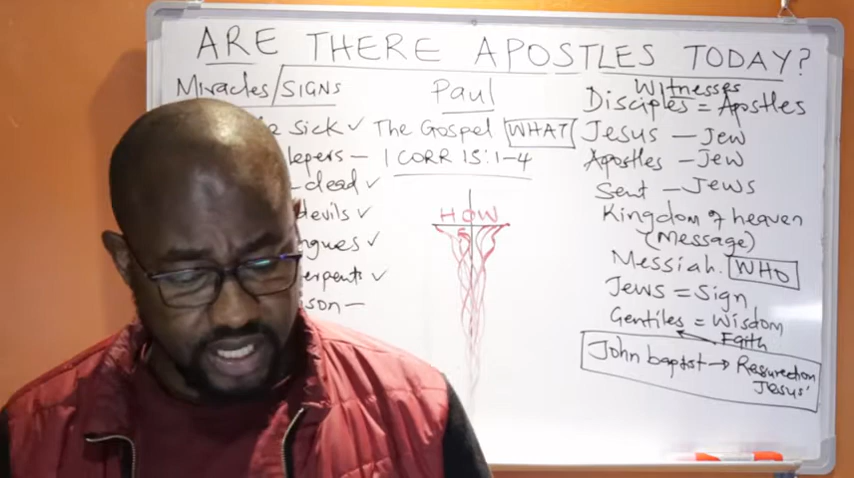 ARE THERE APOSTLES TODAY?
Miracles/SIGNS
sick ✓
lepers —
dead ✓
devils ✓
ngues ✓
erpents ✓
ison —
Paul
The Gospel WHAT
1 CORR 15:1-4
HOW
Witnesses
Disciples = Apostles
Jesus — Jew
Apostles — Jew
Sent — Jews
Kingdom of heaven
(Message)
Messiah. WHO
Jews = Sign
Gentiles = Wisdom
Faith
John baptist → Resurection
Jesus'